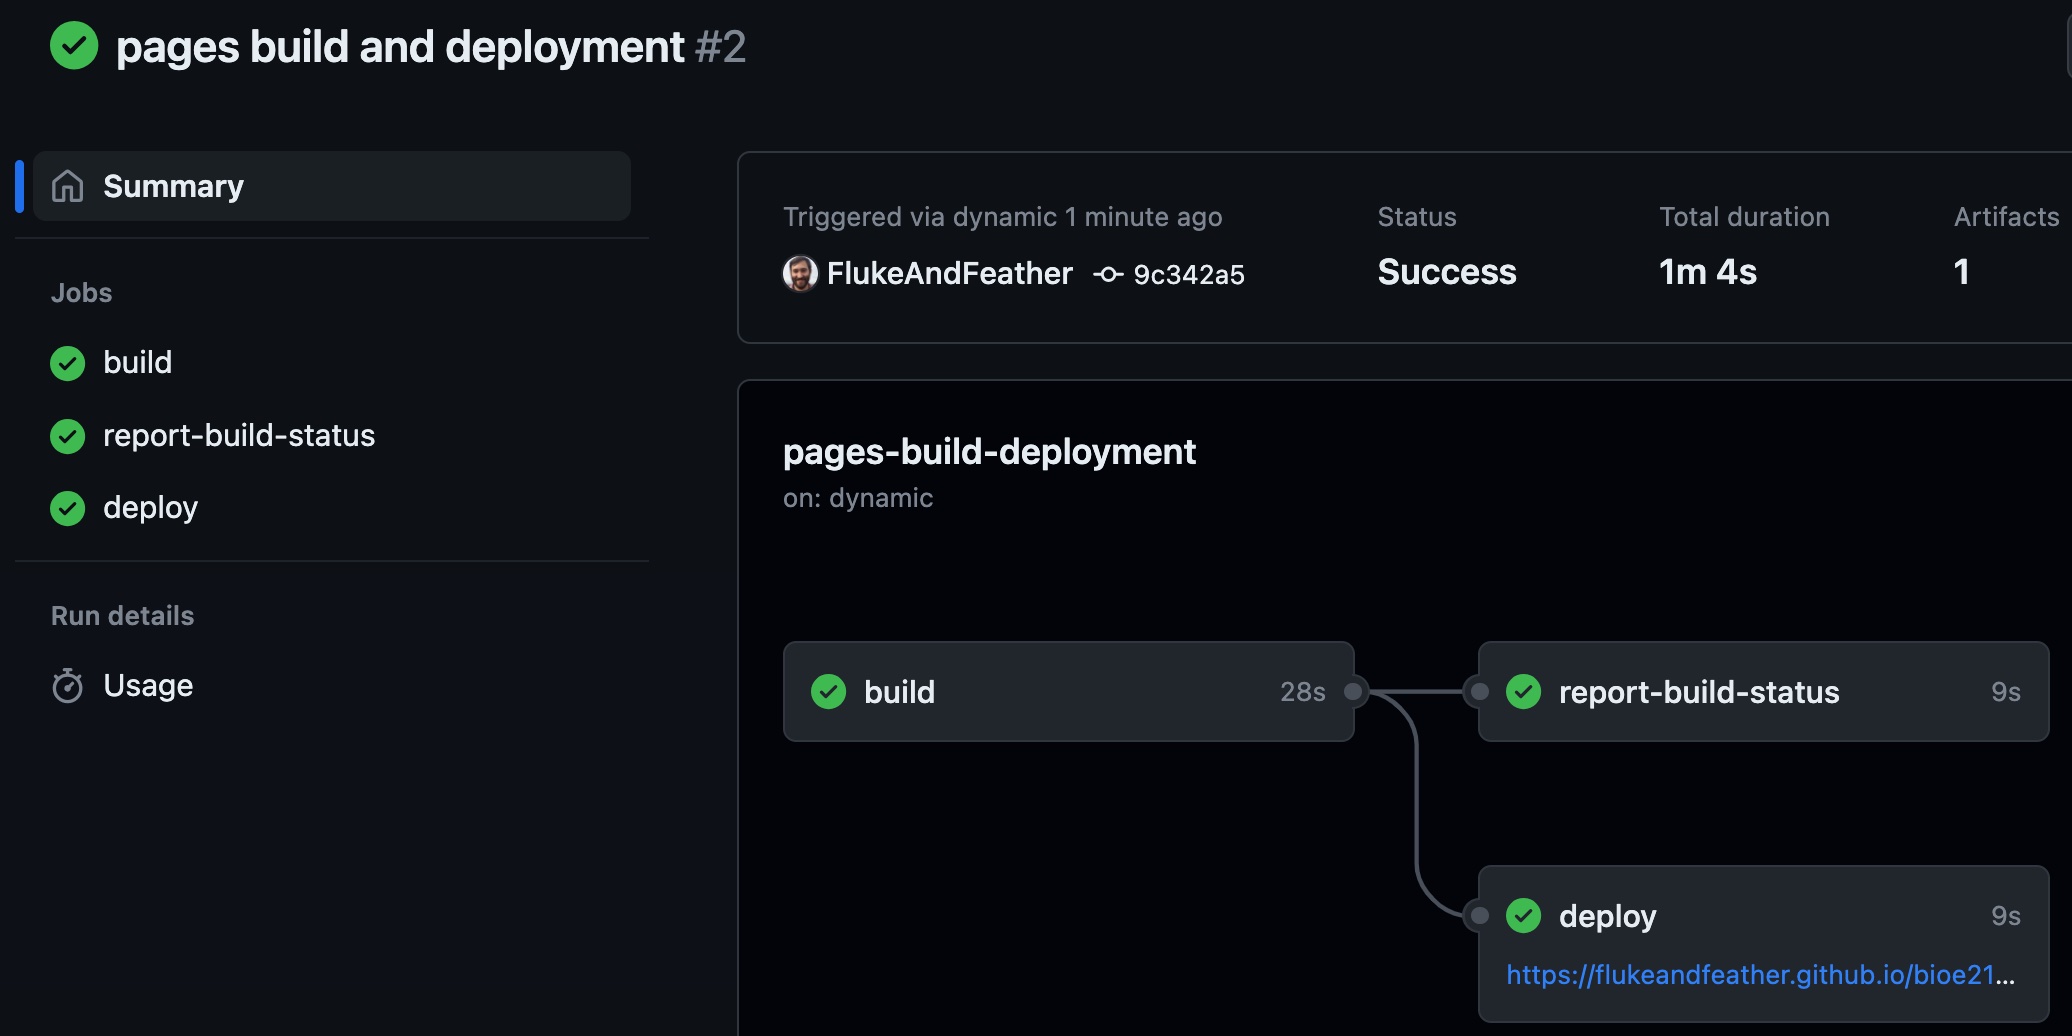 pages build and deployment #2
Summary
Jobs
build
report-build-status
deploy
Run details
Usage
Triggered via dynamic 1 minute ago
FlukeAndFeather 9c342a5
Status
Success
Total duration
1m 4s
Artifacts
1
pages-build-deployment
on: dynamic
build 28s
report-build-status 9s
deploy 9s
https://flukeandfeather.github.io/bioe21...